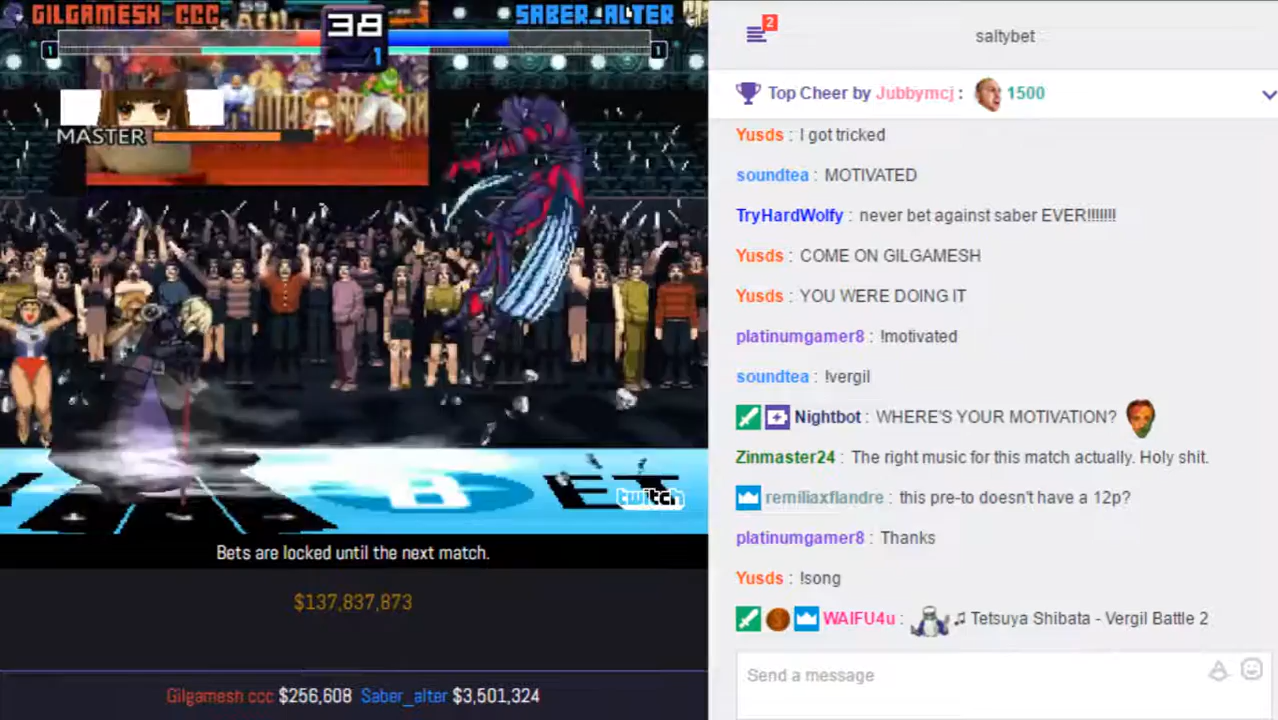 GILGAMESH CCC
38
SABER_ALTER
1
1
1
MASTER
twitch
Bets are locked until the next match.
$137,837,873
Gilgamesh ccc $256,608 Saber_alter $3,501,324
2
saltybet
Top Cheer by Jubbymcj : 1500
Yusds : I got tricked
soundtea : MOTIVATED
TryHardWolfy : never bet against saber EVER!!!!!!!
Yusds : COME ON GILGAMESH
Yusds : YOU WERE DOING IT
platinumgamer8 : !motivated
soundtea : !vergil
Nightbot : WHERE'S YOUR MOTIVATION?
Zinmaster24 : The right music for this match actually. Holy shit.
remiliaxflandre : this pre-to doesn't have a 12p?
platinumgamer8 : Thanks
Yusds : !song
WAIFU4u : ♫ Tetsuya Shibata - Vergil Battle 2
Send a message